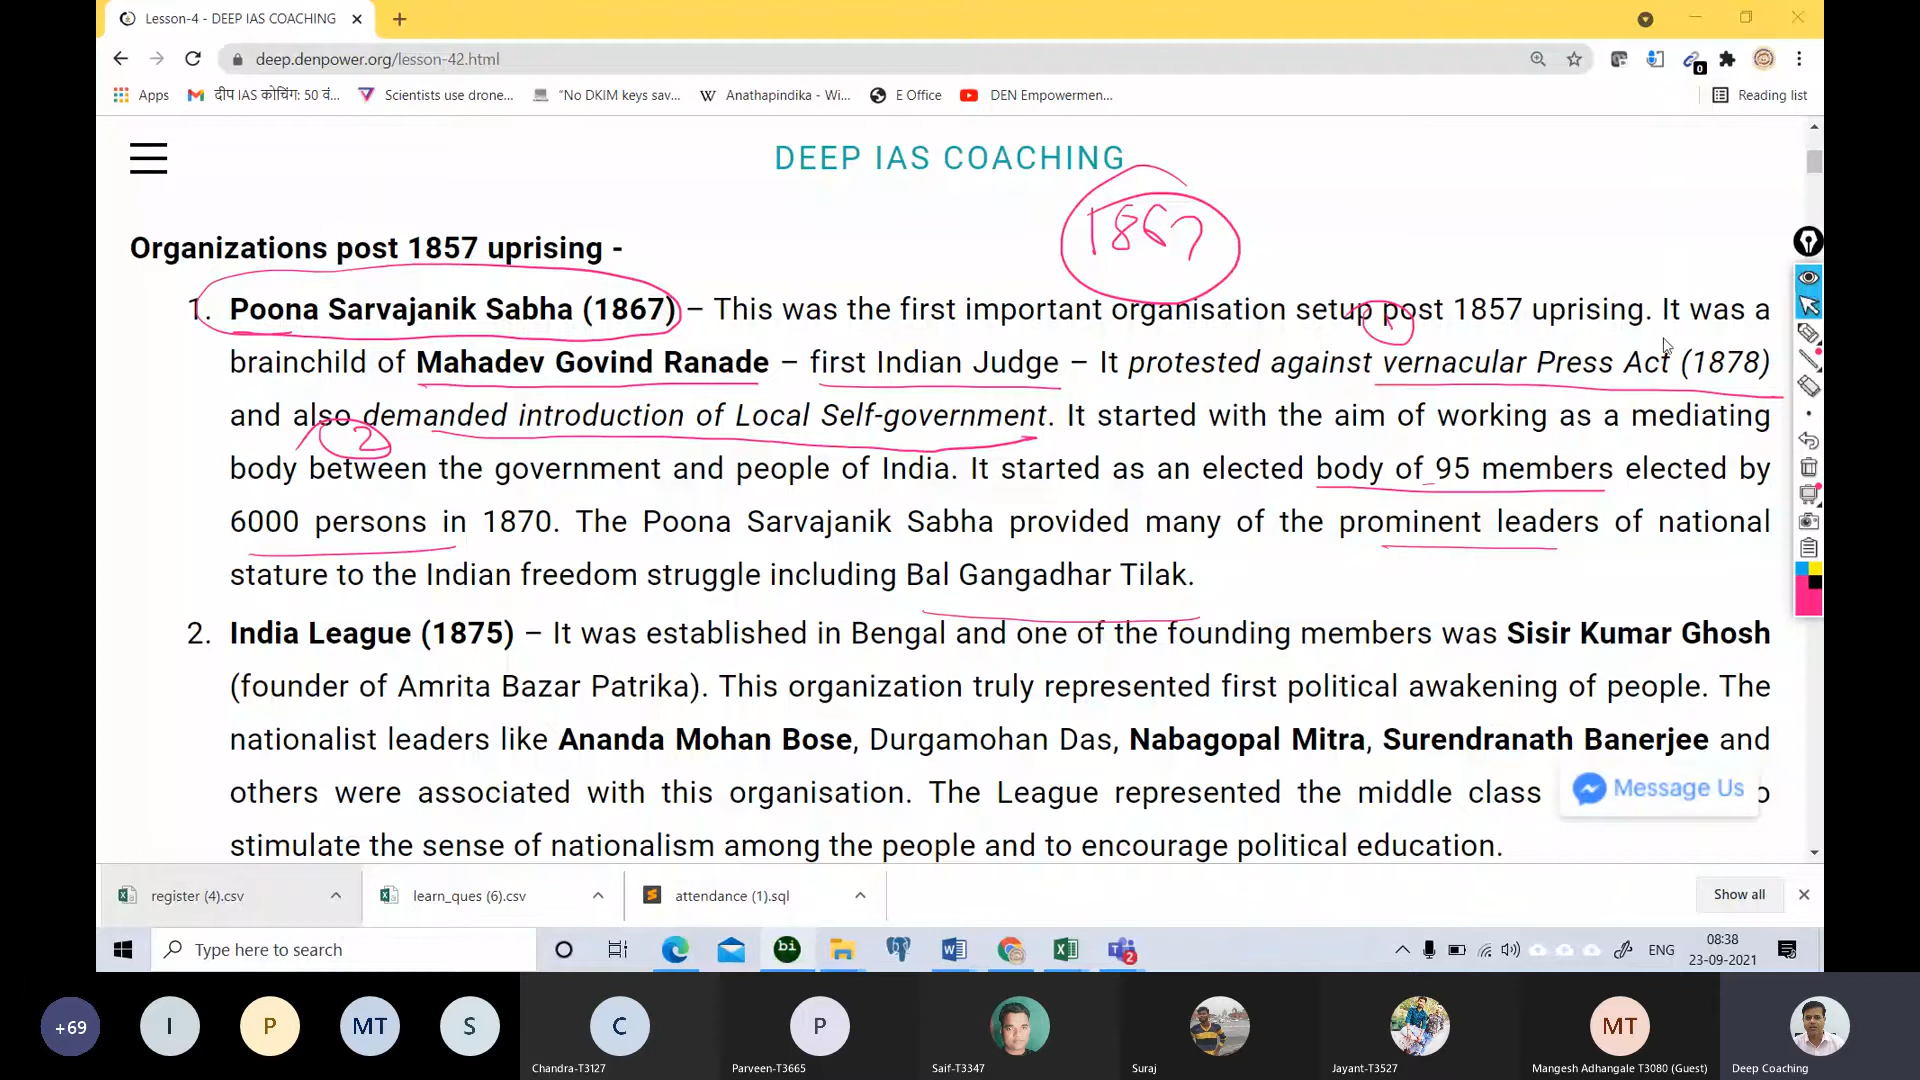 Lesson-4 - DEEP IAS COACHING
deep.denpower.org/lesson-42.html
0
Apps दीप IAS कोचिंग: 50 वं... Scientists use drone... "No DKIM keys sav... Anathapindika - Wi... E Office DEN Empowermen... Reading list
DEEP IAS COACHING
1867
Organizations post 1857 uprising -
1. Poona Sarvajanik Sabha (1867) – This was the first important organisation setup post 1857 uprising. It was a
brainchild of Mahadev Govind Ranade – first Indian Judge – It protested against vernacular Press Act (1878)
and also demanded introduction of Local Self-government. It started with the aim of working as a mediating
2
body between the government and people of India. It started as an elected body of 95 members elected by
6000 persons in 1870. The Poona Sarvajanik Sabha provided many of the prominent leaders of national
stature to the Indian freedom struggle including Bal Gangadhar Tilak.
2. India League (1875) – It was established in Bengal and one of the founding members was Sisir Kumar Ghosh
(founder of Amrita Bazar Patrika). This organization truly represented first political awakening of people. The
nationalist leaders like Ananda Mohan Bose, Durgamohan Das, Nabagopal Mitra, Surendranath Banerjee and
others were associated with this organisation. The League represented the middle class
Message Us
stimulate the sense of nationalism among the people and to encourage political education.
register (4).csv learn_ques (6).csv attendance (1).sql Show all
Type here to search bi 2 ENG 08:38
23-09-2021
+69 I P MT S C P MT
Chandra-T3127 Parveen-T3665 Saif-T3347 Suraj Jayant-T3527 Mangesh Adhangale T3080 (Guest) Deep Coaching